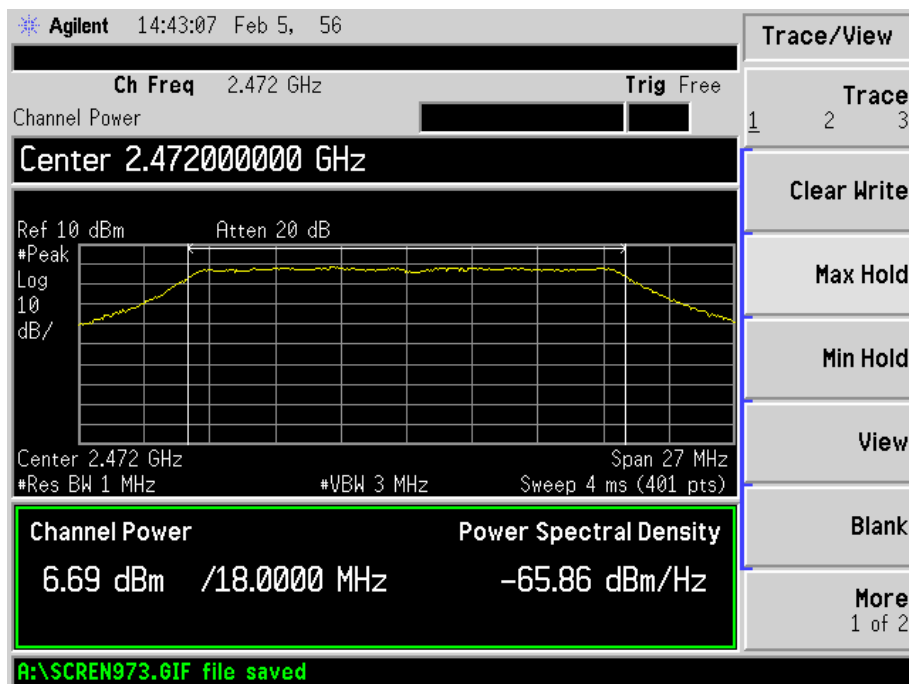 Agilent 14:43:07 Feb 5, 56
Trace/View
Ch Freq 2.472 GHz Trig Free
Channel Power
Trace
1 2 3
Center 2.472000000 GHz
Clear Write
Ref 10 dBm Atten 20 dB
#Peak
Log
10
dB/
Max Hold
Min Hold
Center 2.472 GHz Span 27 MHz
#Res BW 1 MHz #VBW 3 MHz Sweep 4 ms (401 pts)
View
Channel Power Power Spectral Density
6.69 dBm /18.0000 MHz -65.86 dBm/Hz
Blank
More
1 of 2
A:\SCREN973.GIF file saved